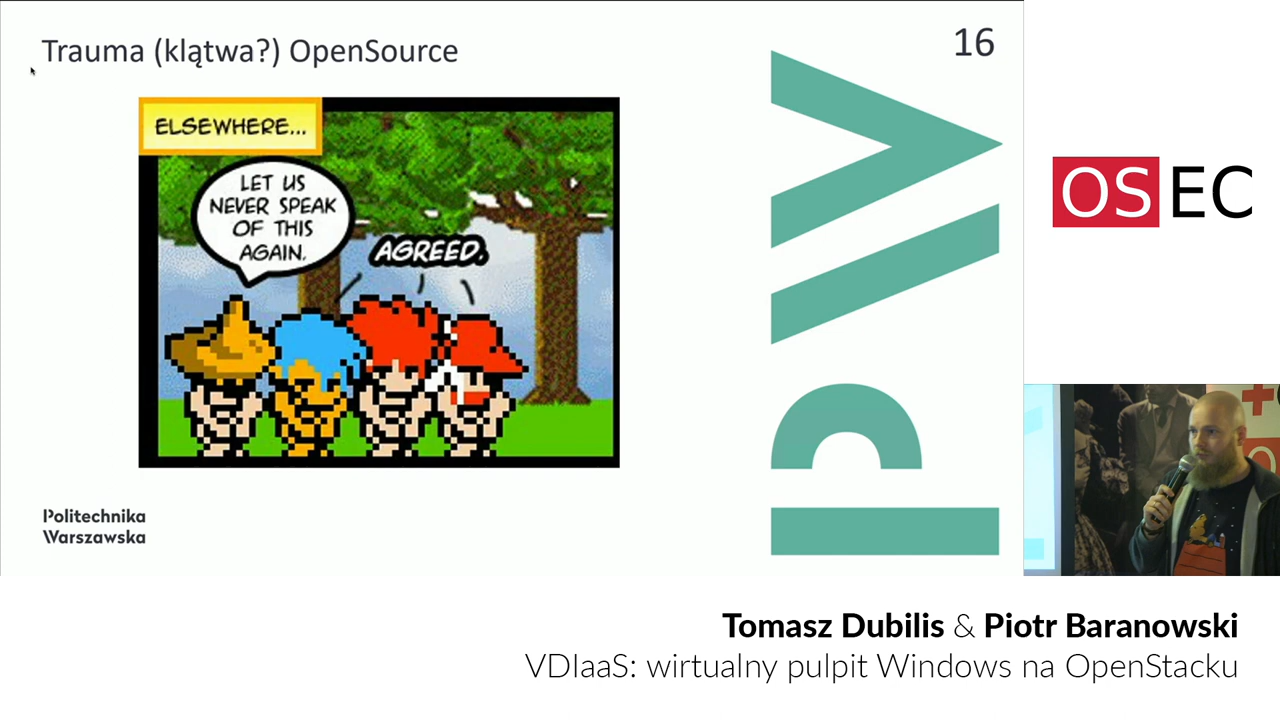 Trauma (klątwa?) OpenSource
16
ELSEWHERE...
LET US
NEVER SPEAK
OF THIS
AGAIN.
AGREED.
Politechnika
Warszawska
PW
OSEC
Tomasz Dubilis & Piotr Baranowski
VDIaaS: wirtualny pulpit Windows na OpenStacku